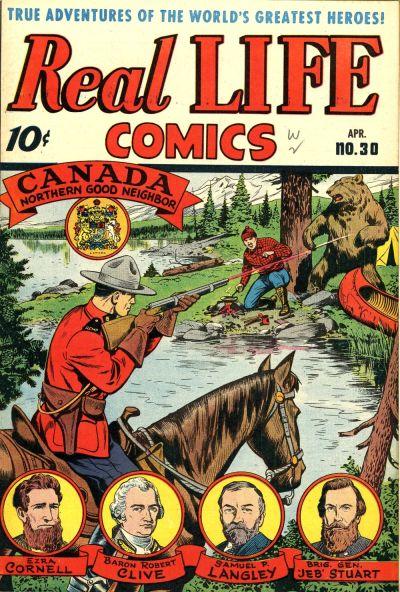 TRUE ADVENTURES OF THE WORLD'S GREATEST HEROES!
Real LIFE
COMICS
10¢
APR.
NO.30
CANADA
NORTHERN GOOD NEIGHBOR
EZRA
CORNELL
BARON ROBERT
CLIVE
SAMUEL P.
LANGLEY
BRIG. GEN.
'JEB' STUART